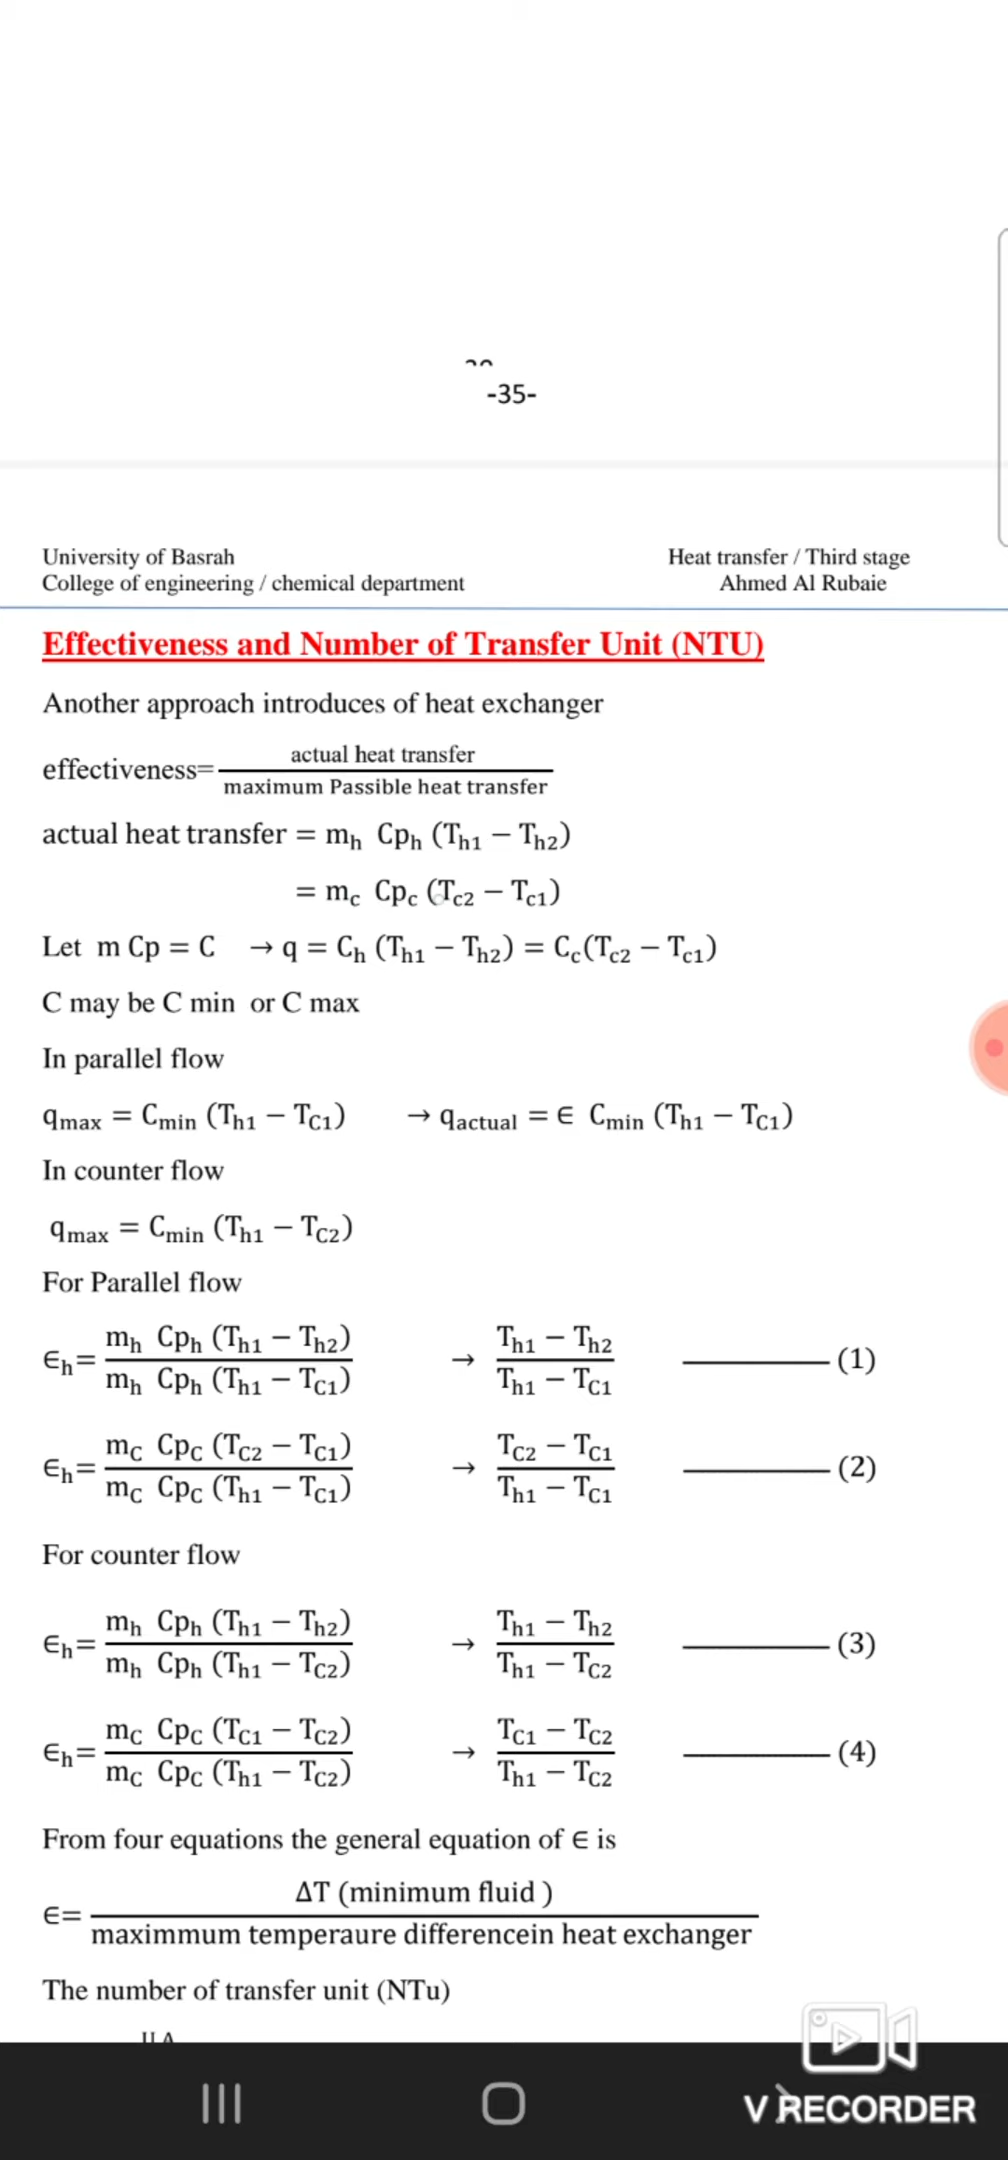 -35-
University of Basrah
Heat transfer / Third stage
College of engineering / chemical department
Ahmed Al Rubaie
Effectiveness and Number of Transfer Unit (NTU)
Another approach introduces of heat exchanger
effectiveness= actual heat transfer / maximum Passible heat transfer
actual heat transfer = mh Cph (Th1 − Th2)
= mc Cpc (Tc2 − Tc1)
Let m Cp = C → q = Ch (Th1 − Th2) = Cc(Tc2 − Tc1)
C may be C min or C max
In parallel flow
qmax = Cmin (Th1 − TC1) → qactual = ∈ Cmin (Th1 − TC1)
In counter flow
qmax = Cmin (Th1 − TC2)
For Parallel flow
∈h= mh Cph (Th1 − Th2) / mh Cph (Th1 − TC1) → Th1 − Th2 / Th1 − TC1 (1)
∈h= mC CpC (TC2 − TC1) / mC CpC (Th1 − TC1) → TC2 − TC1 / Th1 − TC1 (2)
For counter flow
∈h= mh Cph (Th1 − Th2) / mh Cph (Th1 − TC2) → Th1 − Th2 / Th1 − TC2 (3)
∈h= mC CpC (TC1 − TC2) / mC CpC (Th1 − TC2) → TC1 − TC2 / Th1 − TC2 (4)
From four equations the general equation of ∈ is
∈= ΔT (minimum fluid ) / maximmum temperaure differencein heat exchanger
The number of transfer unit (NTu)
V RECORDER